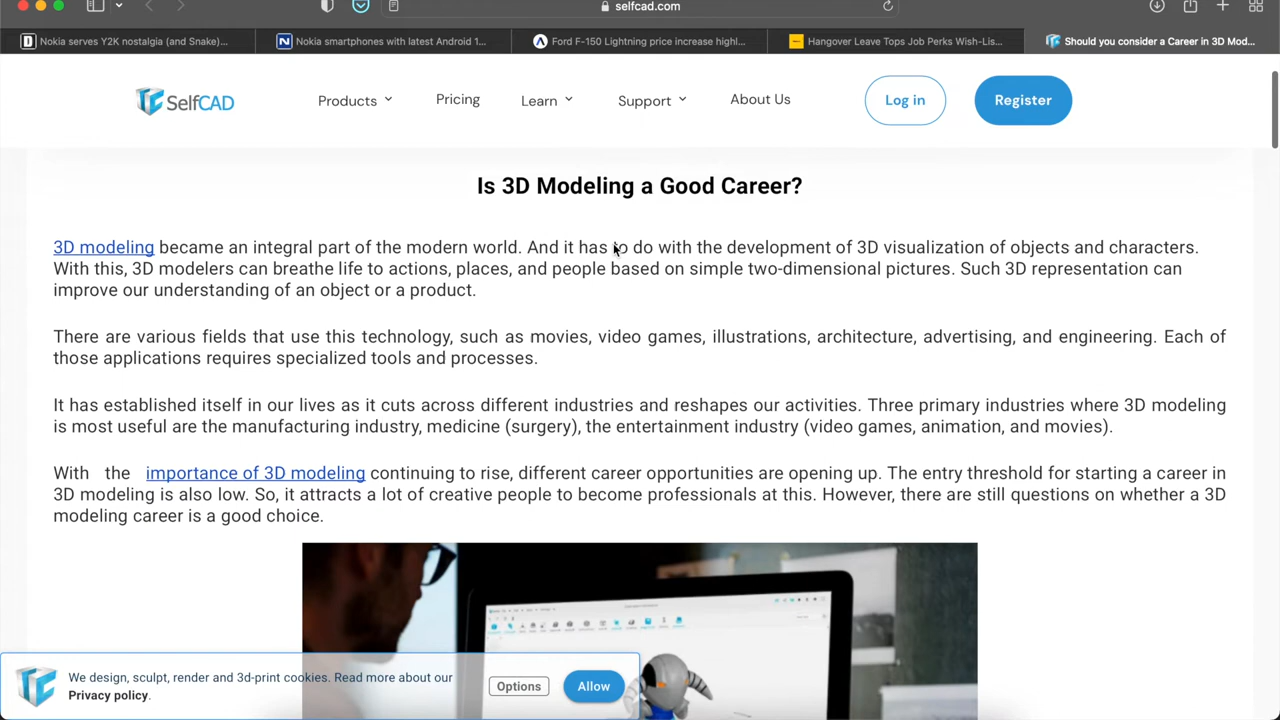 selfcad.com
Nokia serves Y2K nostalgia (and Snake)...
Nokia smartphones with latest Android 1...
Ford F-150 Lightning price increase highl...
Hangover Leave Tops Job Perks Wish-Lis...
Should you consider a Career in 3D Mod...
SelfCAD
Products
Pricing
Learn
Support
About Us
Log in
Register
Is 3D Modeling a Good Career?
3D modeling became an integral part of the modern world. And it has to do with the development of 3D visualization of objects and characters.
With this, 3D modelers can breathe life to actions, places, and people based on simple two-dimensional pictures. Such 3D representation can
improve our understanding of an object or a product.
There are various fields that use this technology, such as movies, video games, illustrations, architecture, advertising, and engineering. Each of
those applications requires specialized tools and processes.
It has established itself in our lives as it cuts across different industries and reshapes our activities. Three primary industries where 3D modeling
is most useful are the manufacturing industry, medicine (surgery), the entertainment industry (video games, animation, and movies).
With the importance of 3D modeling continuing to rise, different career opportunities are opening up. The entry threshold for starting a career in
3D modeling is also low. So, it attracts a lot of creative people to become professionals at this. However, there are still questions on whether a 3D
modeling career is a good choice.
We design, sculpt, render and 3d-print cookies. Read more about our
Privacy policy.
Options
Allow